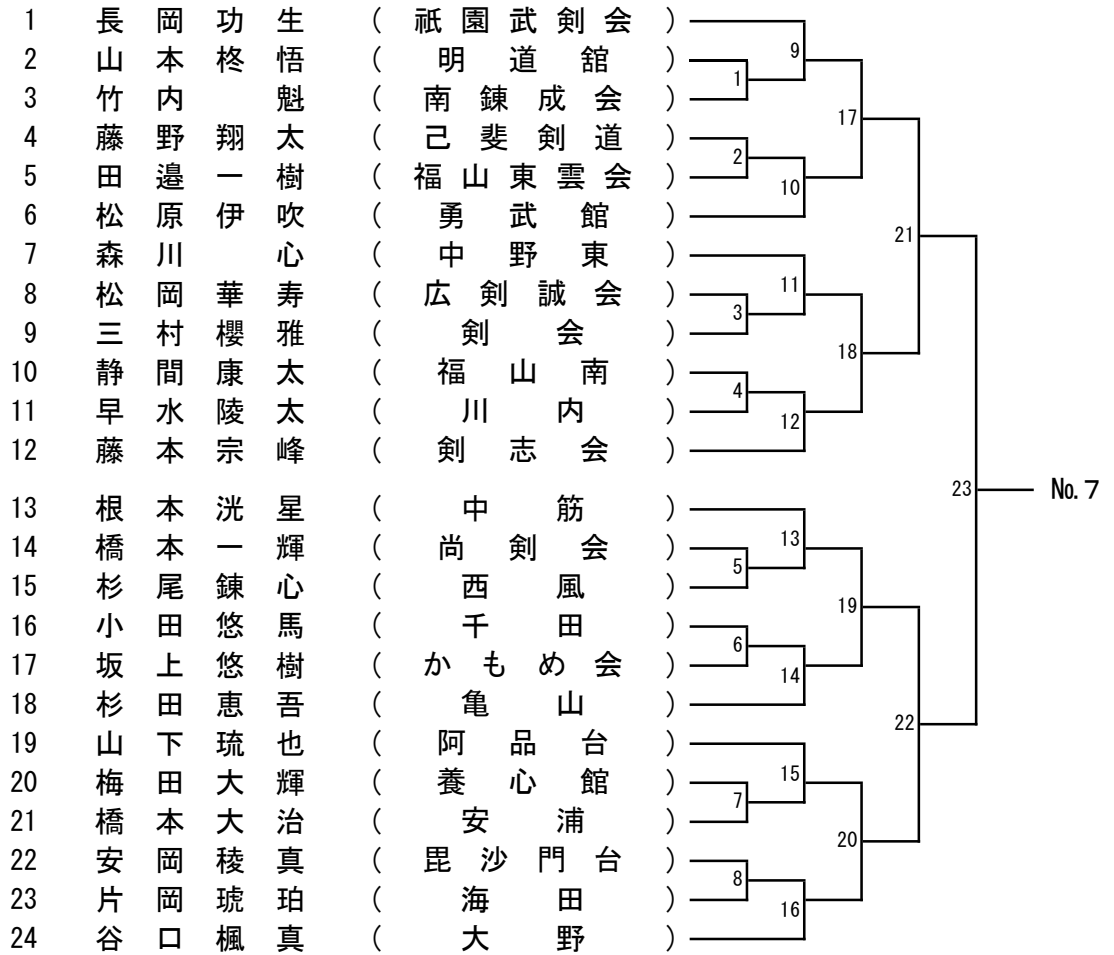 1 長岡功生 (祇園武剣会)
2 山本柊悟 (明道舘)
3 竹内 魁 (南錬成会)
4 藤野翔太 (己斐剣道)
5 田邉一樹 (福山東雲会)
6 松原伊吹 (勇武館)
7 森川 心 (中野東)
8 松岡華寿 (広剣誠会)
9 三村櫻雅 (剣会)
10 静間康太 (福山南)
11 早水陵太 (川内)
12 藤本宗峰 (剣志会)
13 根本洸星 (中筋)
14 橋本一輝 (尚剣会)
15 杉尾錬心 (西風)
16 小田悠馬 (千田)
17 坂上悠樹 (かもめ会)
18 杉田恵吾 (亀山)
19 山下琉也 (阿品台)
20 梅田大輝 (養心館)
21 橋本大治 (安浦)
22 安岡稜真 (毘沙門台)
23 片岡琥珀 (海田)
24 谷口楓真 (大野)
1
2
3
4
5
6
7
8
9
10
11
12
13
14
15
16
17
18
19
20
21
22
23
№7